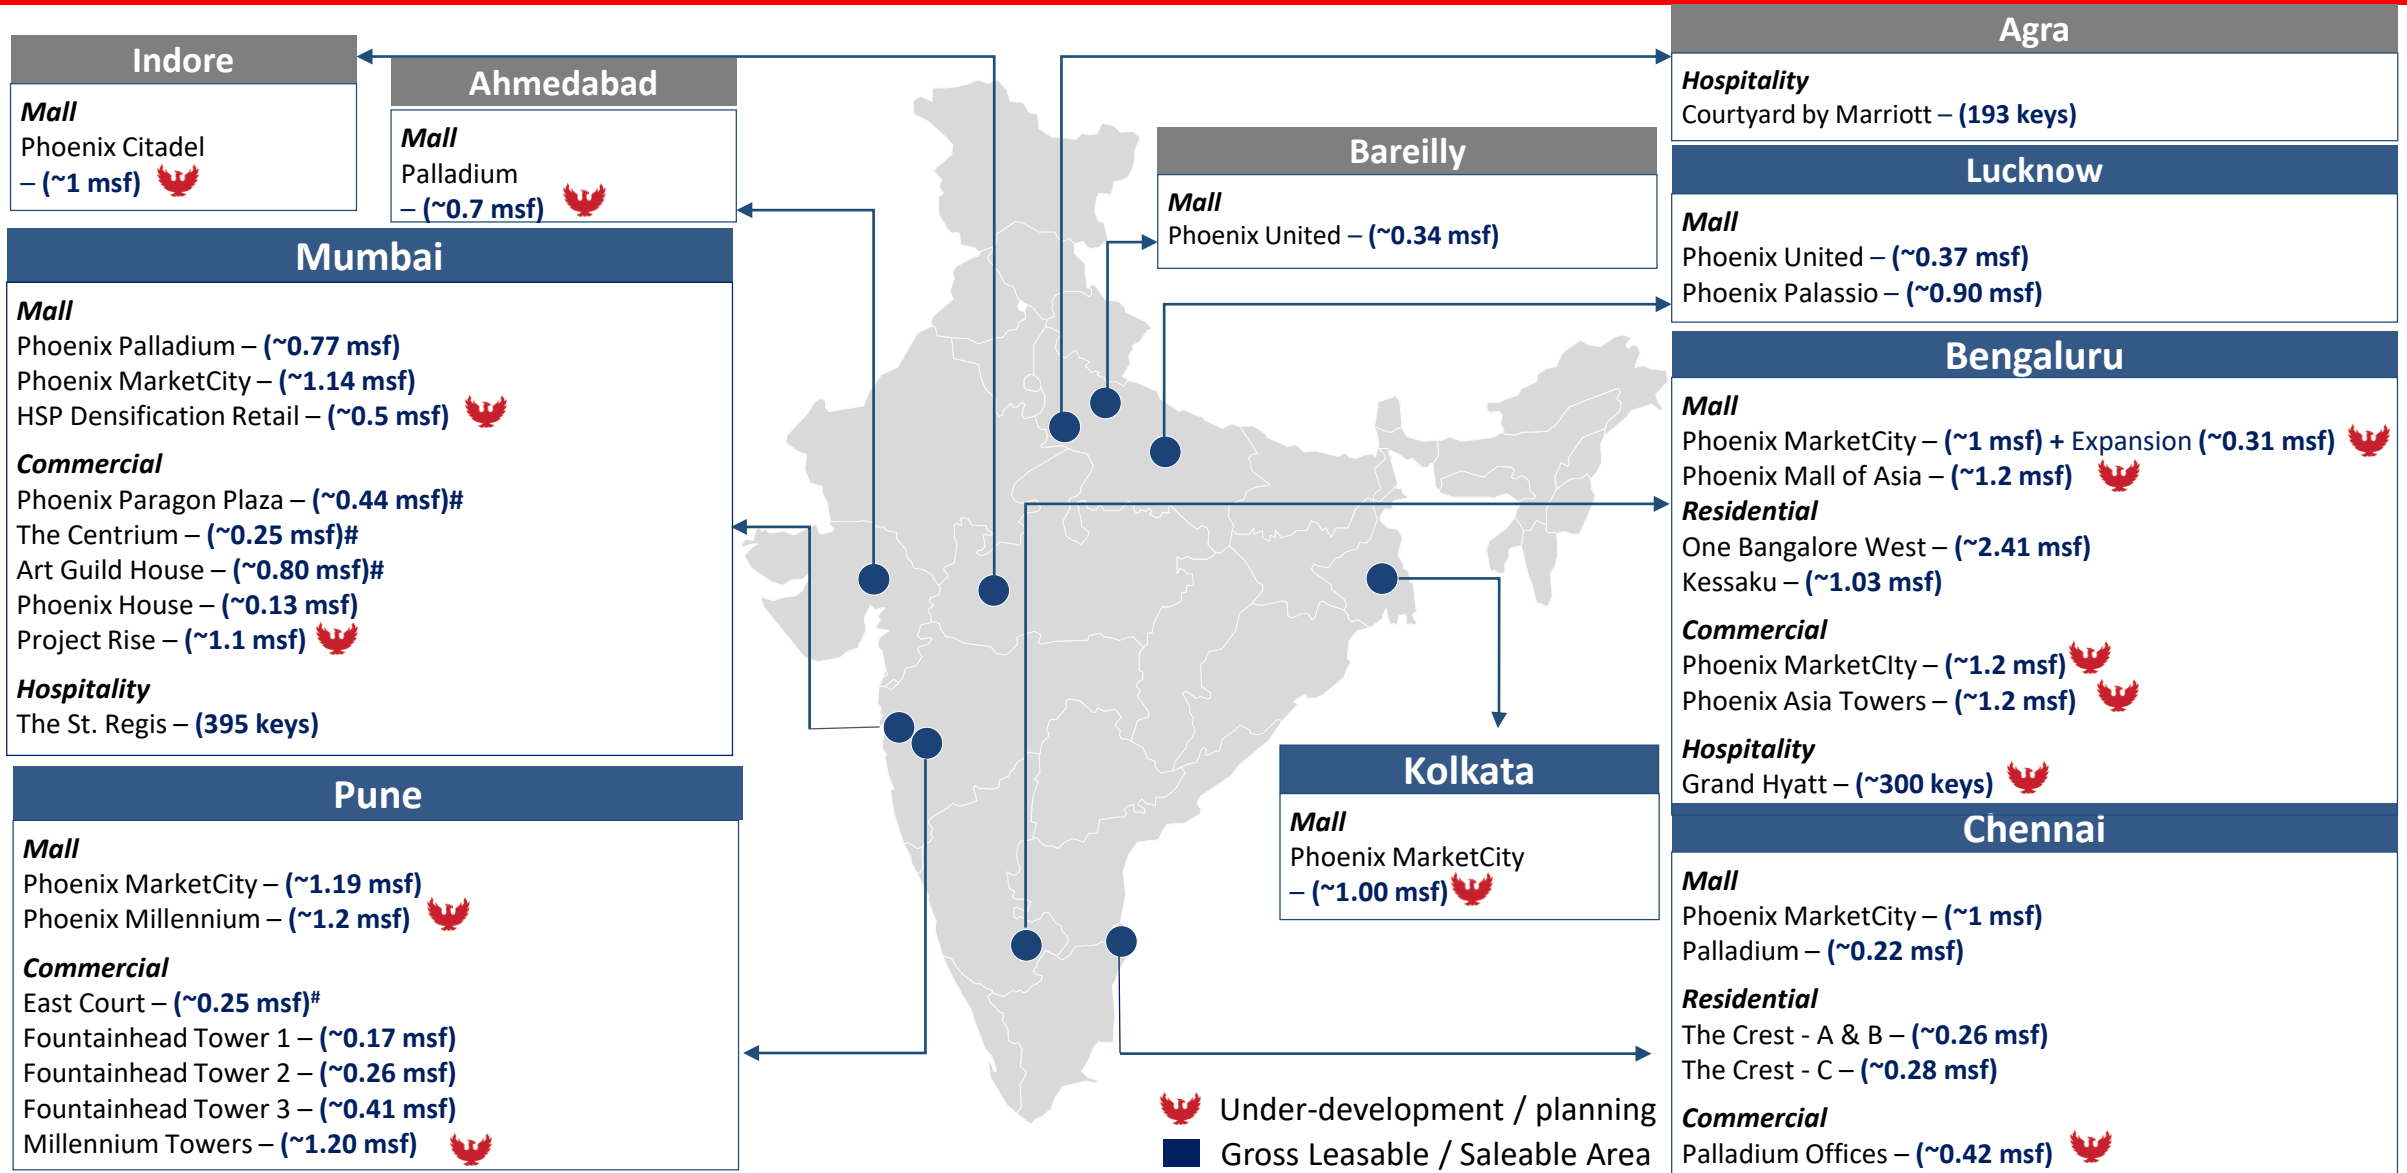 Indore
Mall
Phoenix Citadel
– (~1 msf)
Ahmedabad
Mall
Palladium
– (~0.7 msf)
Mumbai
Mall
Phoenix Palladium – (~0.77 msf)
Phoenix MarketCity – (~1.14 msf)
HSP Densification Retail – (~0.5 msf)
Commercial
Phoenix Paragon Plaza – (~0.44 msf)#
The Centrium – (~0.25 msf)#
Art Guild House – (~0.80 msf)#
Phoenix House – (~0.13 msf)
Project Rise – (~1.1 msf)
Hospitality
The St. Regis – (395 keys)
Pune
Mall
Phoenix MarketCity – (~1.19 msf)
Phoenix Millennium – (~1.2 msf)
Commercial
East Court – (~0.25 msf)#
Fountainhead Tower 1 – (~0.17 msf)
Fountainhead Tower 2 – (~0.26 msf)
Fountainhead Tower 3 – (~0.41 msf)
Millennium Towers – (~1.20 msf)
Bareilly
Mall
Phoenix United – (~0.34 msf)
Kolkata
Mall
Phoenix MarketCity
– (~1.00 msf)
Under-development / planning
Gross Leasable / Saleable Area
Agra
Hospitality
Courtyard by Marriott – (193 keys)
Lucknow
Mall
Phoenix United – (~0.37 msf)
Phoenix Palassio – (~0.90 msf)
Bengaluru
Mall
Phoenix MarketCity – (~1 msf) + Expansion (~0.31 msf)
Phoenix Mall of Asia – (~1.2 msf)
Residential
One Bangalore West – (~2.41 msf)
Kessaku – (~1.03 msf)
Commercial
Phoenix MarketCIty – (~1.2 msf)
Phoenix Asia Towers – (~1.2 msf)
Hospitality
Grand Hyatt – (~300 keys)
Chennai
Mall
Phoenix MarketCity – (~1 msf)
Palladium – (~0.22 msf)
Residential
The Crest - A & B – (~0.26 msf)
The Crest - C – (~0.28 msf)
Commercial
Palladium Offices – (~0.42 msf)